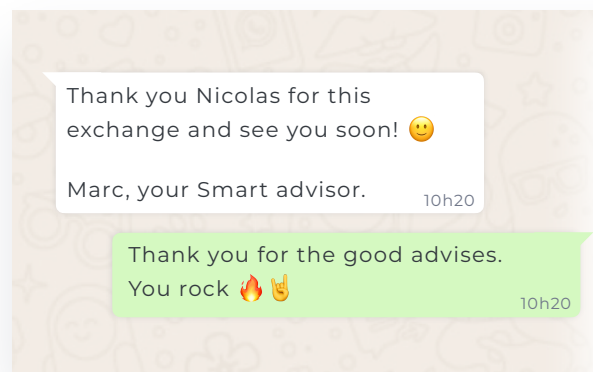 Thank you Nicolas for this
exchange and see you soon! 🙂
Marc, your Smart advisor.
10h20
Thank you for the good advises.
You rock 🔥🤘
10h20